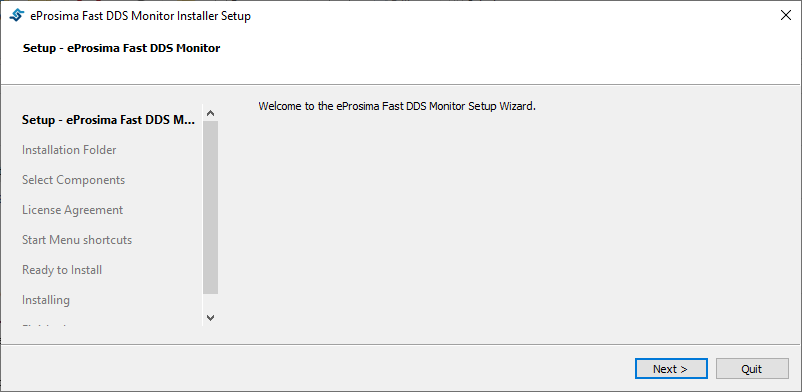 eProsima Fast DDS Monitor Installer Setup
Setup - eProsima Fast DDS Monitor
Setup - eProsima Fast DDS M...
Installation Folder
Select Components
License Agreement
Start Menu shortcuts
Ready to Install
Installing
Welcome to the eProsima Fast DDS Monitor Setup Wizard.
Next >
Quit